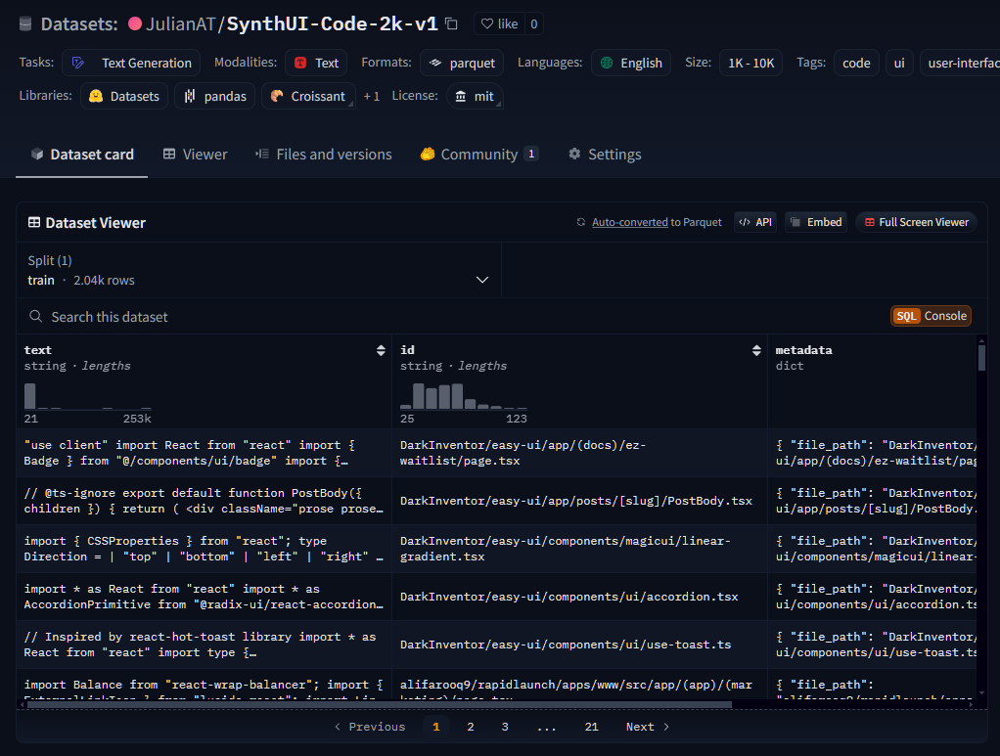 Datasets: JulianAT/SynthUI-Code-2k-v1 like 0
Tasks: Text Generation Modalities: Text Formats: parquet Languages: English Size: 1K - 10K Tags: code ui user-interfac
Libraries: Datasets pandas Croissant + 1 License: mit
Dataset card Viewer Files and versions Community 1 Settings
Dataset Viewer Auto-converted to Parquet </> API Embed Full Screen Viewer
Split (1)
train · 2.04k rows
Search this dataset SQL Console
text id metadata
string · lengths string · lengths dict
21 253k 25 123
"use client" import React from "react" import { DarkInventor/easy-ui/app/(docs)/ez- { "file_path": "DarkInventor/
Badge } from "@/components/ui/badge" import {… waitlist/page.tsx ui/app/(docs)/ez-waitlist/pag
// @ts-ignore export default function PostBody({ DarkInventor/easy-ui/app/posts/[slug]/PostBody.tsx { "file_path": "DarkInventor/
children }) { return ( <div className="prose prose… ui/app/posts/[slug]/PostBody.
import { CSSProperties } from "react"; type DarkInventor/easy-ui/components/magicui/linear- { "file_path": "DarkInventor/
Direction = | "top" | "bottom" | "left" | "right" … gradient.tsx ui/components/magicui/linear-
import * as React from "react" import * as DarkInventor/easy-ui/components/ui/accordion.tsx { "file_path": "DarkInventor/
AccordionPrimitive from "@radix-ui/react-accordion… ui/components/ui/accordion.ts
// Inspired by react-hot-toast library import * as DarkInventor/easy-ui/components/ui/use-toast.ts { "file_path": "DarkInventor/
React from "react" import type {… ui/components/ui/use-toast.ts
import Balance from "react-wrap-balancer"; import { alifarooq9/rapidlaunch/apps/www/src/app/(app)/(mar { "file_path":
< Previous 1 2 3 ... 21 Next >